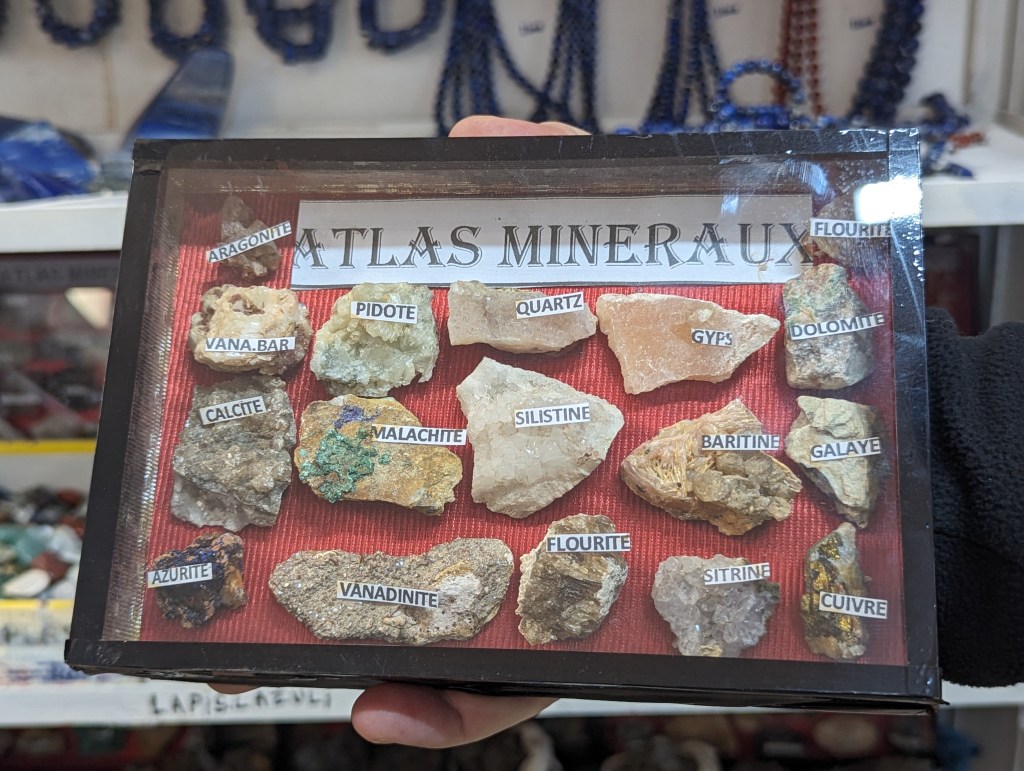 ATLAS MINERAUX
ARAGONITE
FLOURITE
VANA.BAR
PIDOTE
QUARTZ
GYPS
DOLOMITE
CALCITE
MALACHITE
SILISTINE
BARITINE
GALAYE
AZURITE
VANADINITE
FLOURITE
SITRINE
CUIVRE
LAPIS.LAZULI